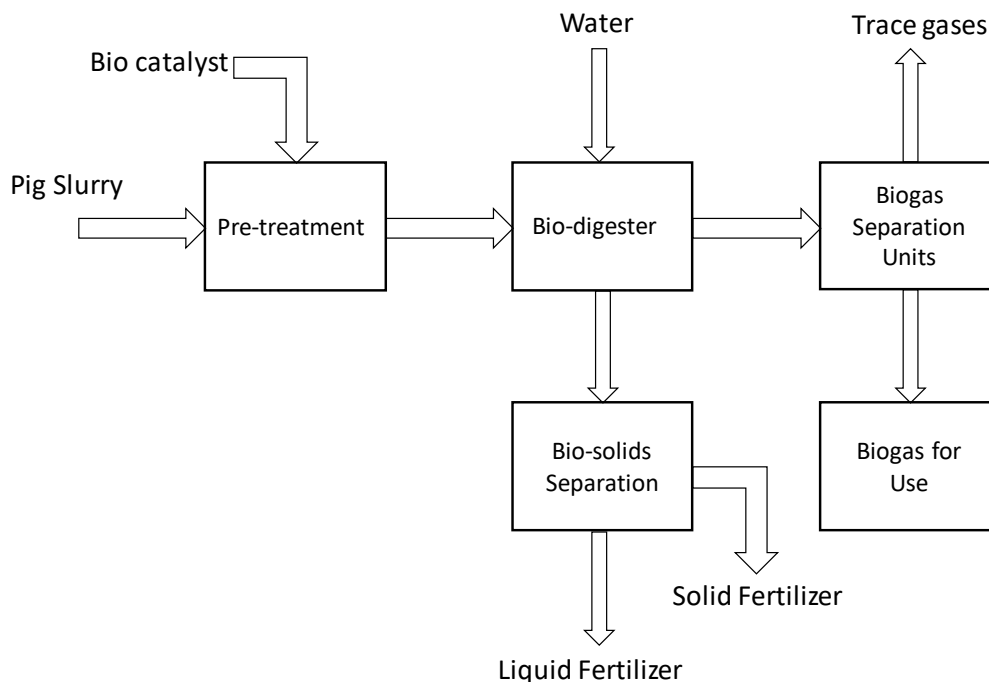 Water
Trace gases
Bio catalyst
Pig Slurry
Pre-treatment
Bio-digester
Biogas
Separation
Units
Bio-solids
Separation
Biogas for
Use
Solid Fertilizer
Liquid Fertilizer